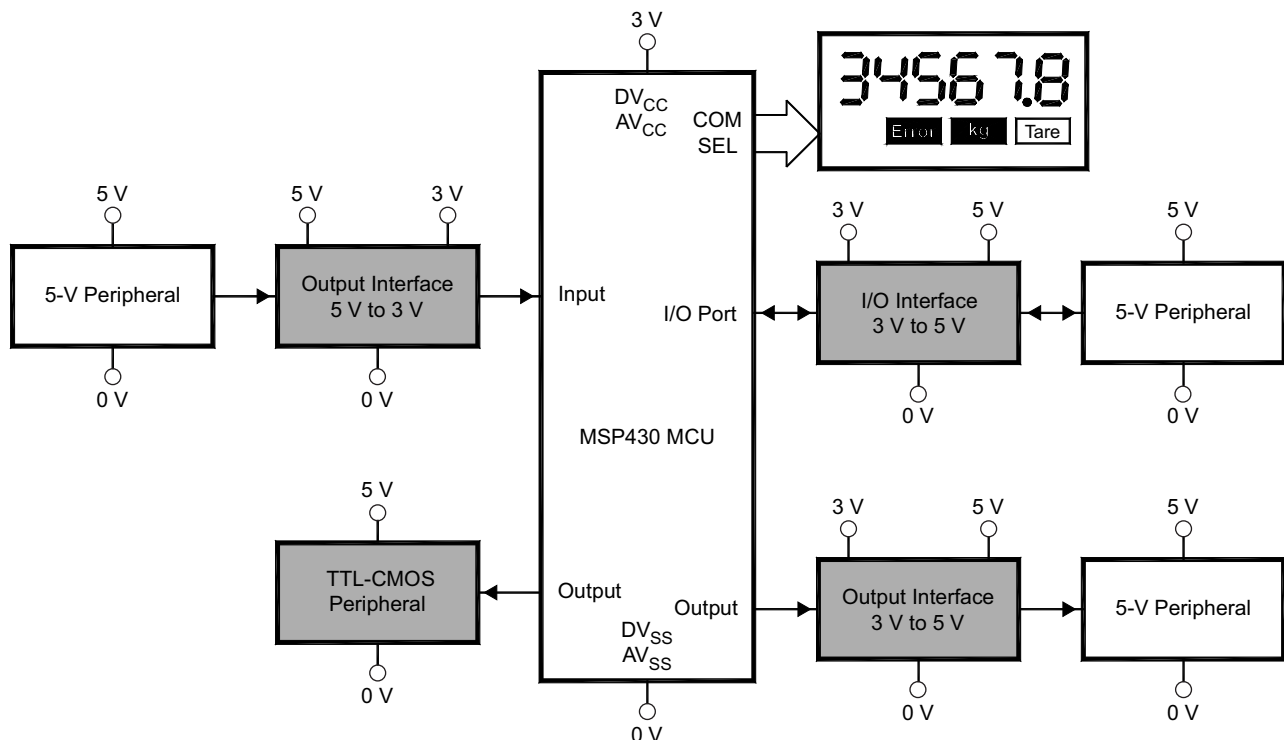 3 V
34567.8
Error kg Tare
DVCC
AVCC
COM
SEL
5 V
5-V Peripheral
0 V
5 V
3 V
Output Interface
5 V to 3 V
0 V
Input
I/O Port
3 V
5 V
I/O Interface
3 V to 5 V
0 V
5 V
5-V Peripheral
0 V
MSP430 MCU
5 V
TTL-CMOS
Peripheral
0 V
Output
Output
DVSS
AVSS
0 V
3 V
5 V
Output Interface
3 V to 5 V
0 V
5 V
5-V Peripheral
0 V